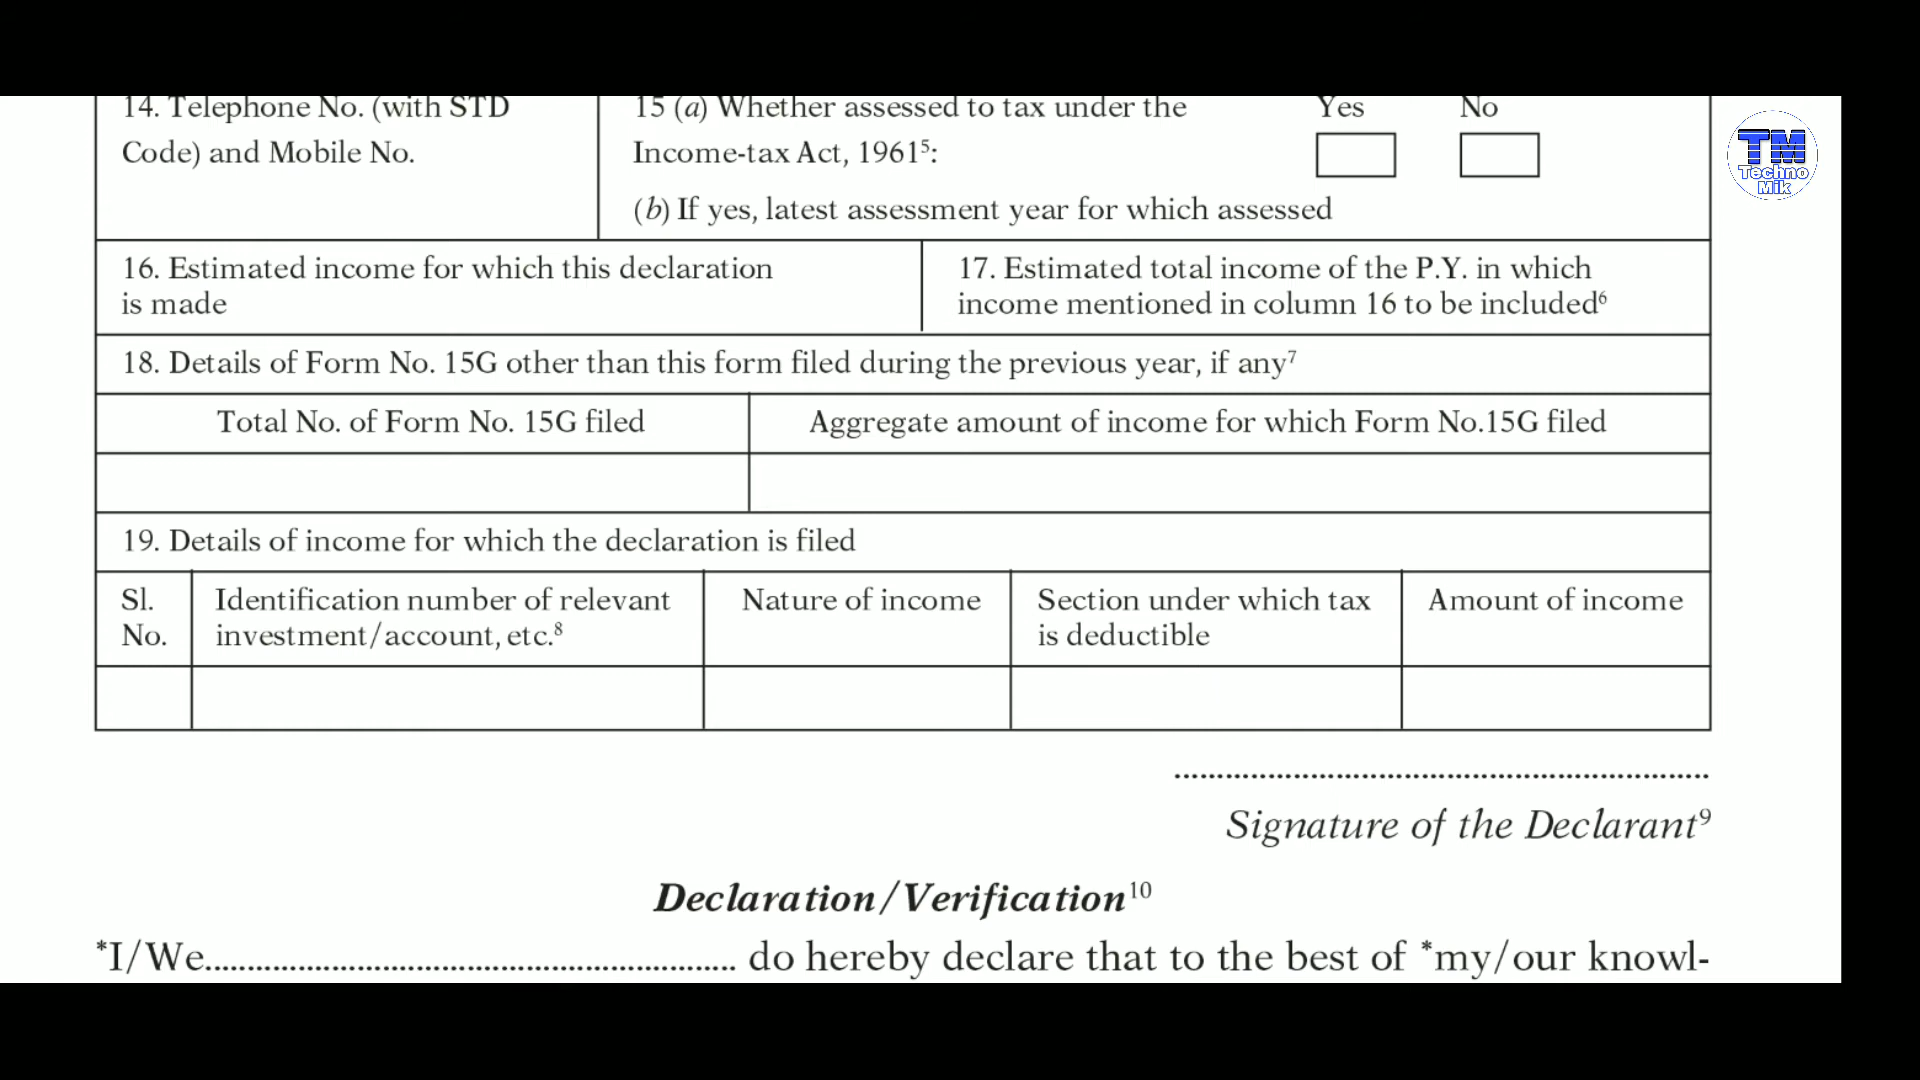 14. Telephone No. (with STD
Code) and Mobile No.
15 (a) Whether assessed to tax under the
Income-tax Act, 1961⁵:
Yes No
(b) If yes, latest assessment year for which assessed
16. Estimated income for which this declaration
is made
17. Estimated total income of the P.Y. in which
income mentioned in column 16 to be included⁶
18. Details of Form No. 15G other than this form filed during the previous year, if any⁷
Total No. of Form No. 15G filed
Aggregate amount of income for which Form No.15G filed
19. Details of income for which the declaration is filed
Sl.
No.
Identification number of relevant
investment/account, etc.⁸
Nature of income
Section under which tax
is deductible
Amount of income
Signature of the Declarant⁹
Declaration/Verification¹⁰
*I/We.............................................................. do hereby declare that to the best of *my/our knowl-
TM
Techno
Mik